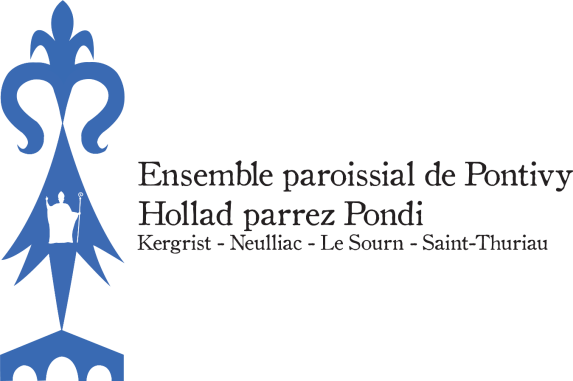 Ensemble paroissial de Pontivy
Hollad parrez Pondi
Kergrist - Neulliac - Le Sourn - Saint-Thuriau